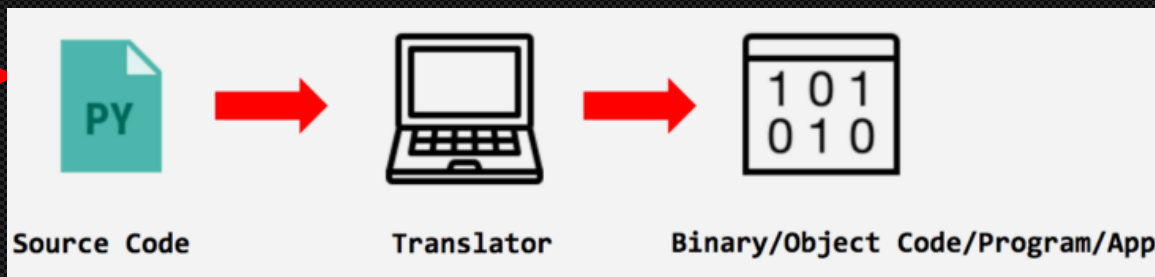 PY
1 0 1
0 1 0
Source Code
Translator
Binary/Object Code/Program/App